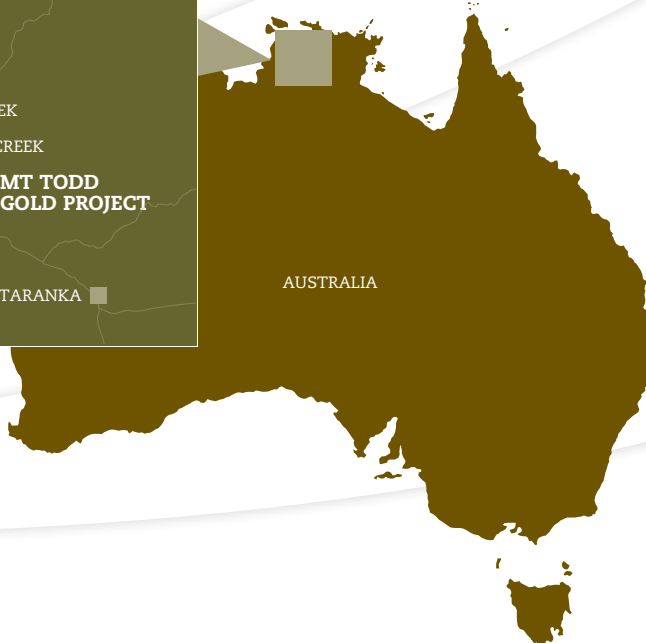 EK
CREEK
MT TODD
GOLD PROJECT
AUSTRALIA
TARANKA